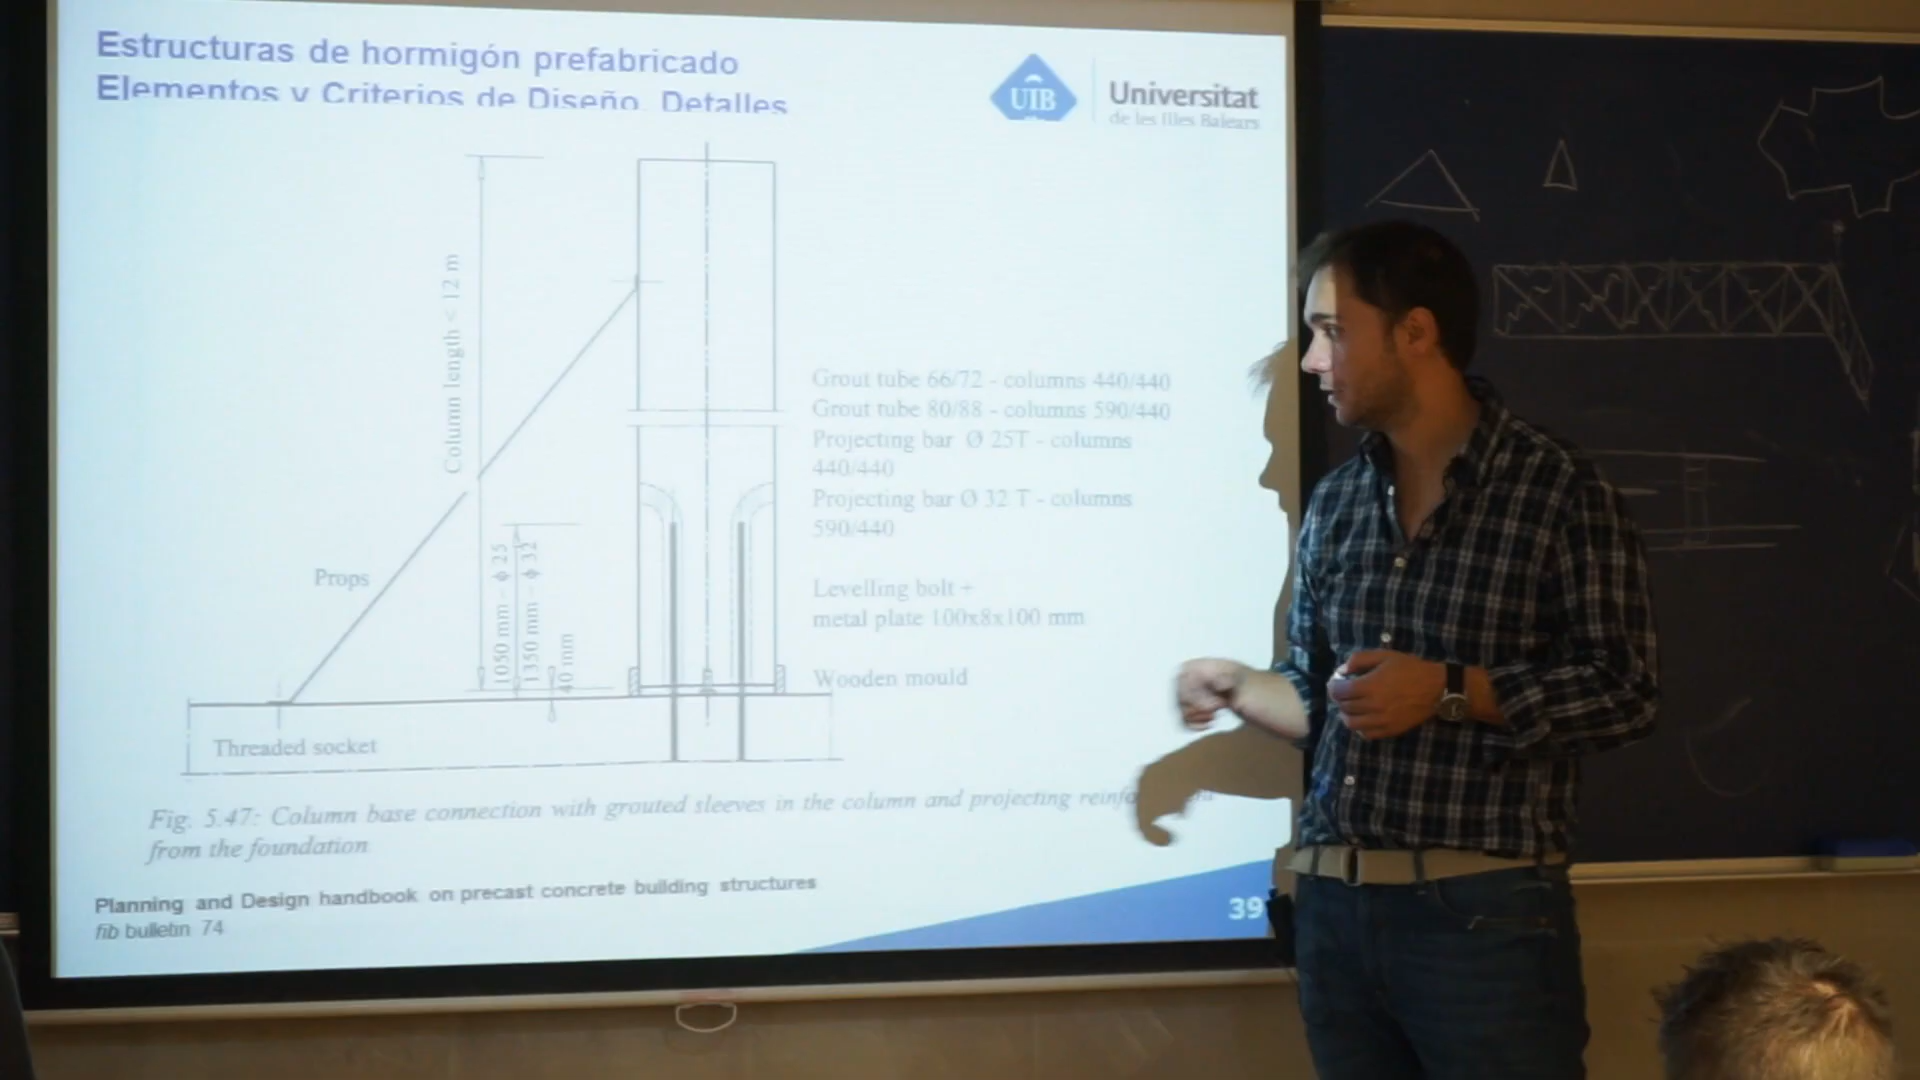 Estructuras de hormigón prefabricado
Elementos y Criterios de Diseño. Detalles
UIB
Universitat
de les Illes Balears
Column length < 12 m
Grout tube 66/72 - columns 440/440
Grout tube 80/88 - columns 590/440
Projecting bar Ø 25T - columns
440/440
Projecting bar Ø 32 T - columns
590/440
Props
1050 mm - ϕ 25
1350 mm - ϕ 32
40 mm
Levelling bolt +
metal plate 100x8x100 mm
Wooden mould
Threaded socket
Fig. 5.47: Column base connection with grouted sleeves in the column and projecting
from the foundation
Planning and Design handbook on precast concrete building structures
fib bulletin 74
39